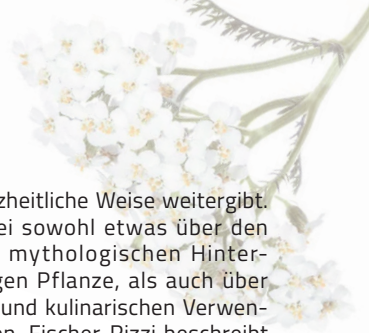 zheitliche Weise weitergibt.
ei sowohl etwas über den
mythologischen Hinter-
gen Pflanze, als auch über
und kulinarischen Verwen-
Fischer-Rizzi beschreibt